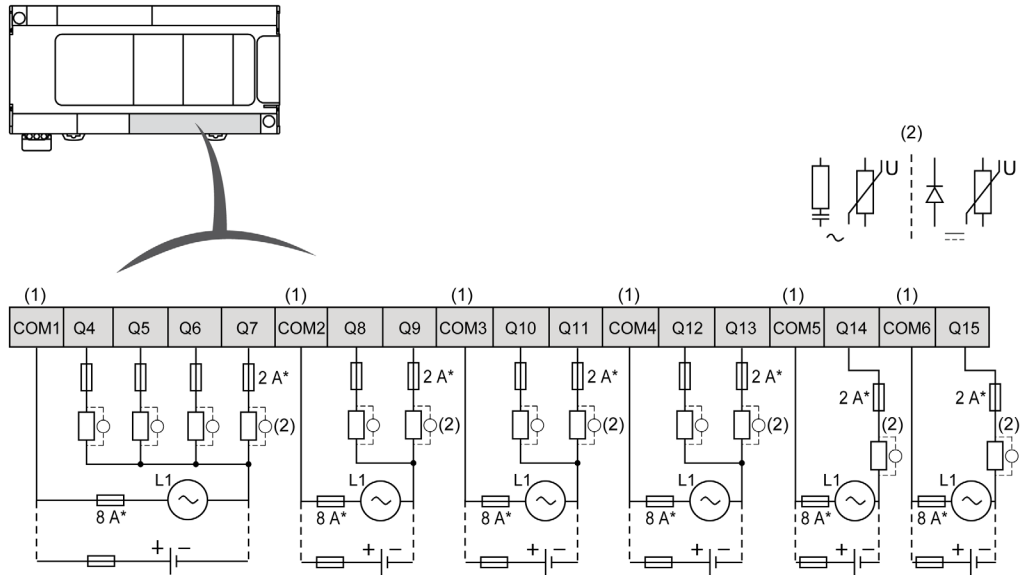 (2)
U U
(1) (1) (1) (1) (1) (1)
COM1 Q4 Q5 Q6 Q7 COM2 Q8 Q9 COM3 Q10 Q11 COM4 Q12 Q13 COM5 Q14 COM6 Q15
2 A* 2 A* 2 A* 2 A* 2 A* 2 A*
(2) (2) (2) (2) (2) (2)
L1 L1 L1 L1 L1 L1
8 A* 8 A* 8 A* 8 A* 8 A* 8 A*
+ − + − + − + − + − + −